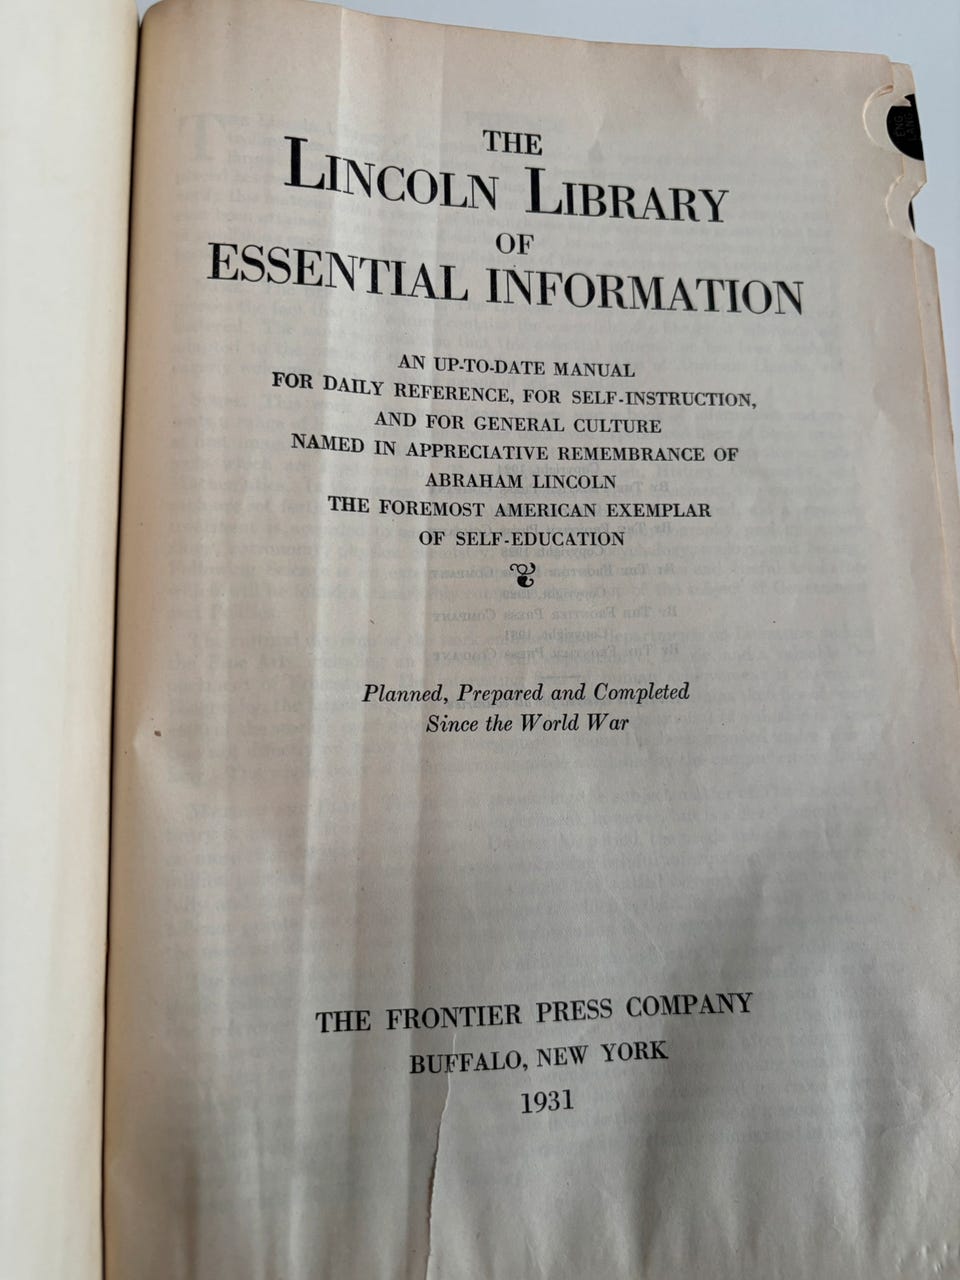 THE
LINCOLN LIBRARY
OF
ESSENTIAL INFORMATION
AN UP-TO-DATE MANUAL
FOR DAILY REFERENCE, FOR SELF-INSTRUCTION,
AND FOR GENERAL CULTURE
NAMED IN APPRECIATIVE REMEMBRANCE OF
ABRAHAM LINCOLN
THE FOREMOST AMERICAN EXEMPLAR
OF SELF-EDUCATION
Planned, Prepared and Completed
Since the World War
THE FRONTIER PRESS COMPANY
BUFFALO, NEW YORK
1931
ENG
LANG